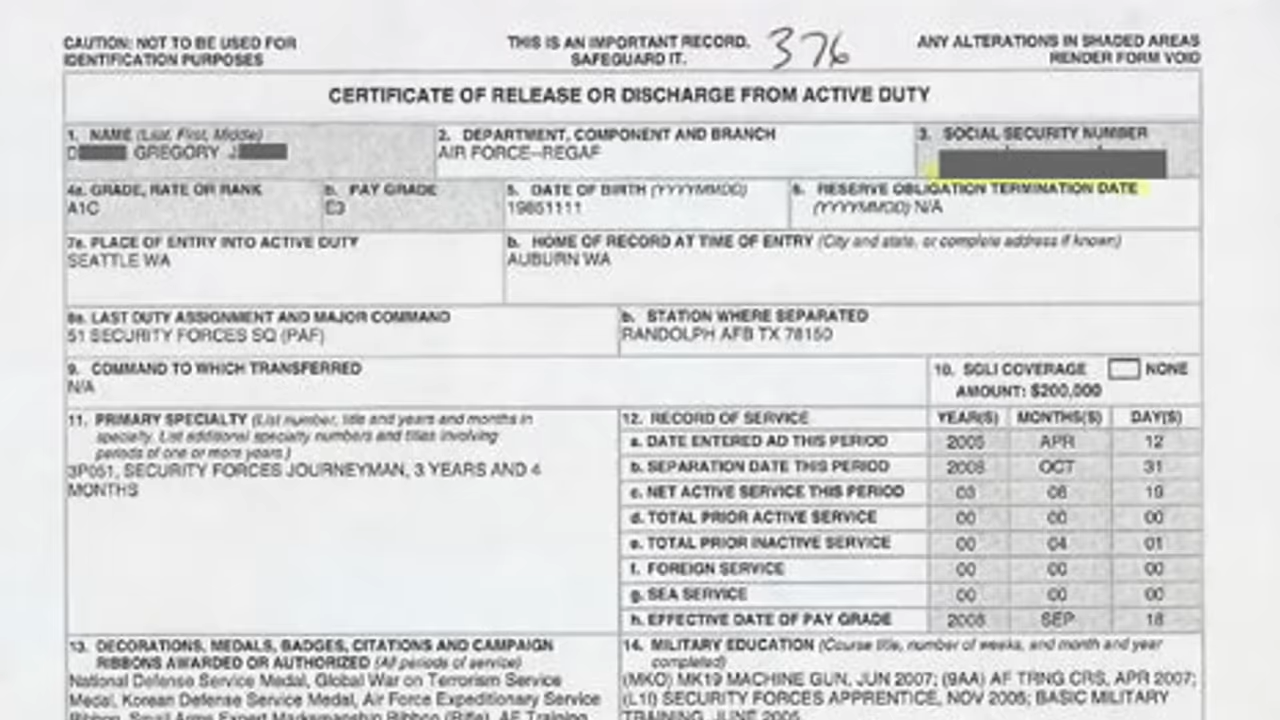 CAUTION: NOT TO BE USED FOR
IDENTIFICATION PURPOSES
THIS IS AN IMPORTANT RECORD.
SAFEGUARD IT.
376
ANY ALTERATIONS IN SHADED AREAS
RENDER FORM VOID
CERTIFICATE OF RELEASE OR DISCHARGE FROM ACTIVE DUTY
1. NAME (Last, First, Middle)
D GREGORY J
2. DEPARTMENT, COMPONENT AND BRANCH
AIR FORCE--REGAF
3. SOCIAL SECURITY NUMBER
4a. GRADE, RATE OR RANK
A1C
b. PAY GRADE
E3
5. DATE OF BIRTH (YYYYMMDD)
19851111
6. RESERVE OBLIGATION TERMINATION DATE
(YYYYMMDD) N/A
7a. PLACE OF ENTRY INTO ACTIVE DUTY
SEATTLE WA
b. HOME OF RECORD AT TIME OF ENTRY (City and state, or complete address if known)
AUBURN WA
8a. LAST DUTY ASSIGNMENT AND MAJOR COMMAND
51 SECURITY FORCES SQ (PAF)
b. STATION WHERE SEPARATED
RANDOLPH AFB TX 78150
9. COMMAND TO WHICH TRANSFERRED
N/A
10. SGLI COVERAGE NONE
AMOUNT: $200,000
11. PRIMARY SPECIALTY (List number, title and years and months in
specialty. List additional specialty numbers and titles involving
periods of one or more years.)
3P051, SECURITY FORCES JOURNEYMAN, 3 YEARS AND 4
MONTHS
12. RECORD OF SERVICE YEAR(S) MONTHS(S) DAY(S)
a. DATE ENTERED AD THIS PERIOD 2005 APR 12
b. SEPARATION DATE THIS PERIOD 2008 OCT 31
c. NET ACTIVE SERVICE THIS PERIOD 03 06 19
d. TOTAL PRIOR ACTIVE SERVICE 00 00 00
e. TOTAL PRIOR INACTIVE SERVICE 00 04 01
f. FOREIGN SERVICE 00 00 00
g. SEA SERVICE 00 00 00
h. EFFECTIVE DATE OF PAY GRADE 2008 SEP 18
13. DECORATIONS, MEDALS, BADGES, CITATIONS AND CAMPAIGN
RIBBONS AWARDED OR AUTHORIZED (All periods of service)
National Defense Service Medal, Global War on Terrorism Service
Medal, Korean Defense Service Medal, Air Force Expeditionary Service
Ribbon, Small Arms Expert Marksmanship Ribbon (Rifle), AF Training
14. MILITARY EDUCATION (Course title, number of weeks, and month and year
completed)
(MKO) MK19 MACHINE GUN, JUN 2007; (9AA) AF TRNG CRS, APR 2007;
(L1I) SECURITY FORCES APPRENTICE, NOV 2005; BASIC MILITARY
TRAINING, JUNE 2005